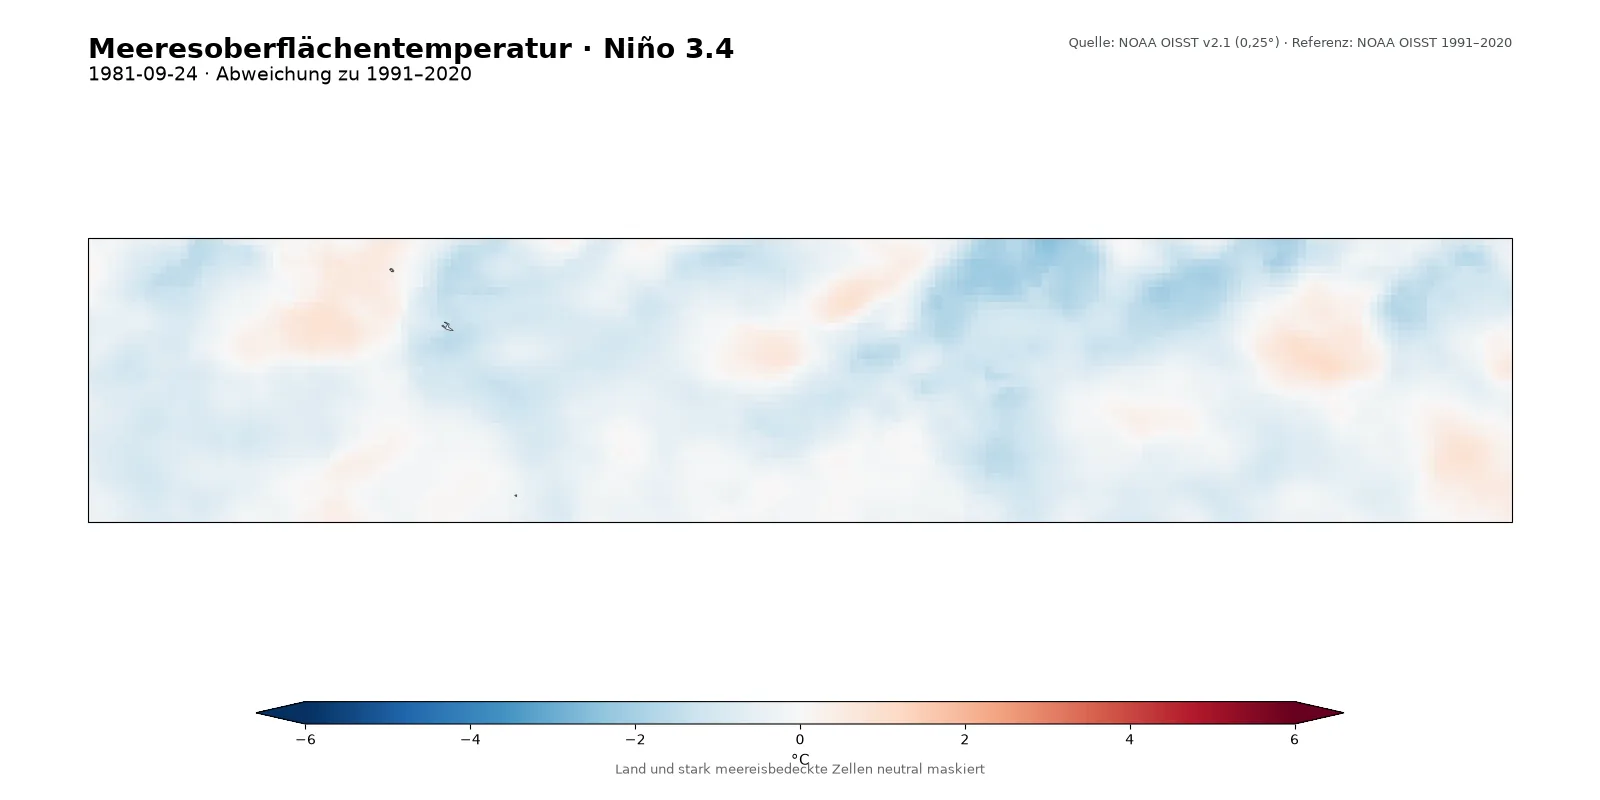 Meeresoberflächentemperatur · Niño 3.4
1981-09-24 · Abweichung zu 1991–2020
Quelle: NOAA OISST v2.1 (0,25°) · Referenz: NOAA OISST 1991–2020
−6 −4 −2 0 2 4 6
°C
Land und stark meereisbedeckte Zellen neutral maskiert